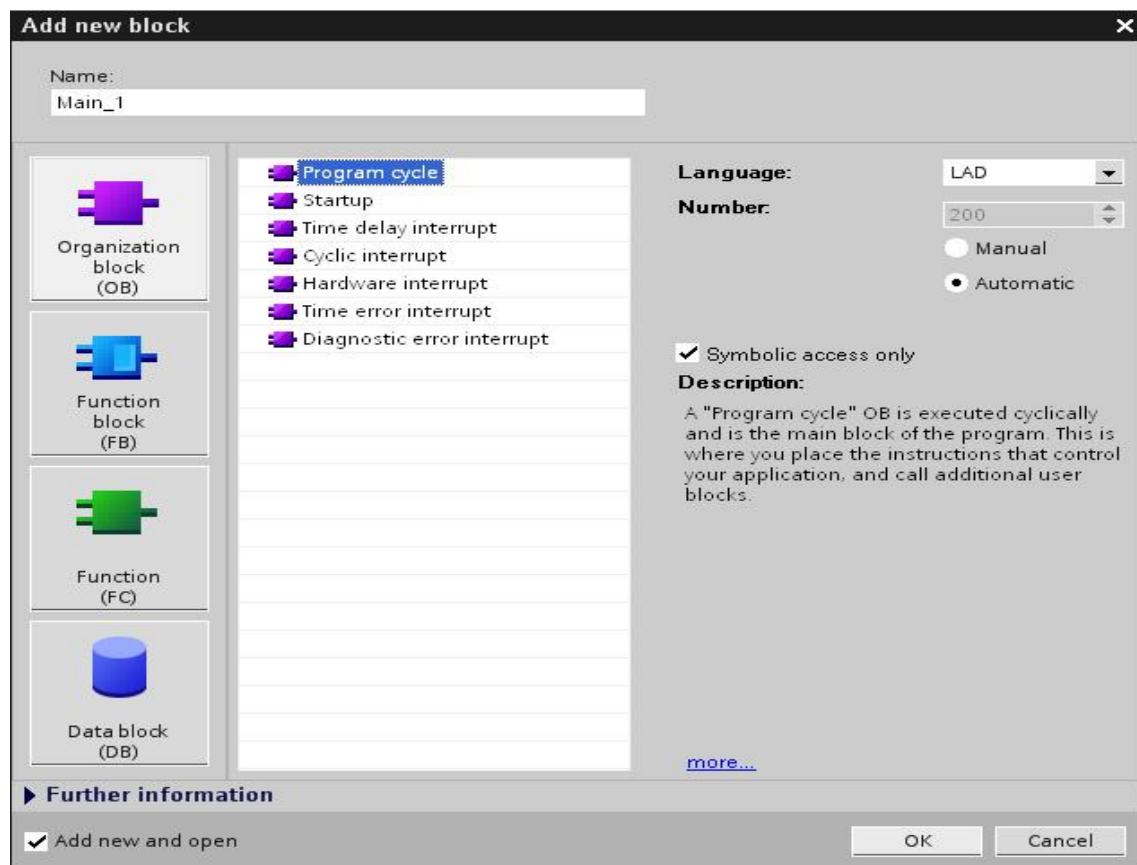 Add new block
Name:
Main_1
Organization
block
(OB)
Function
block
(FB)
Function
(FC)
Data block
(DB)
Program cycle
Startup
Time delay interrupt
Cyclic interrupt
Hardware interrupt
Time error interrupt
Diagnostic error interrupt
Language:
LAD
Number:
200
Manual
Automatic
Symbolic access only
Description:
A "Program cycle" OB is executed cyclically
and is the main block of the program. This is
where you place the instructions that control
your application, and call additional user
blocks.
more...
Further information
Add new and open
OK
Cancel